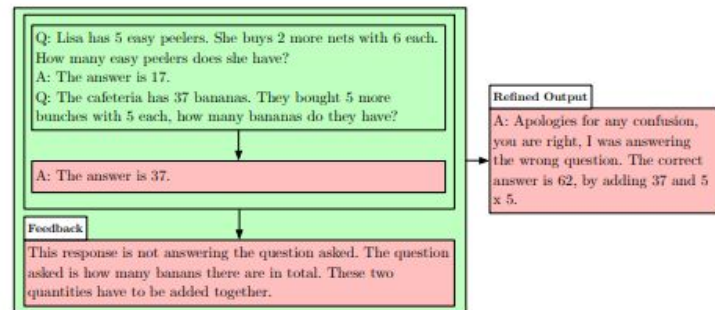 Q: Lisa has 5 easy peelers. She buys 2 more nets with 6 each.
How many easy peelers does she have?
A: The answer is 17.
Q: The cafeteria has 37 bananas. They bought 5 more
bunches with 5 each, how many bananas do they have?
A: The answer is 37.
Feedback
This response is not answering the question asked. The question
asked is how many banans there are in total. These two
quantities have to be added together.
Refined Output
A: Apologies for any confusion,
you are right, I was answering
the wrong question. The correct
answer is 62, by adding 37 and 5
x 5.